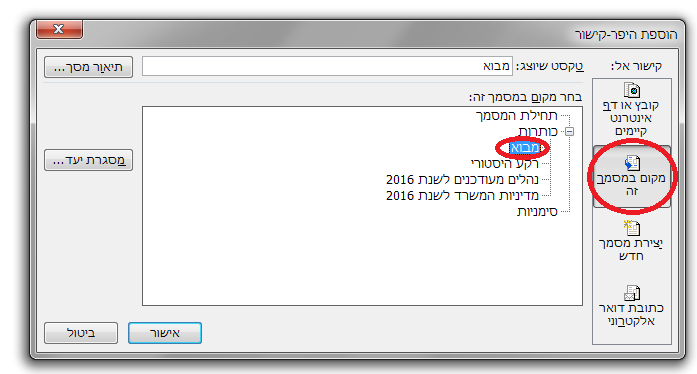 הוספת היפר-קישור
קישור אל:
טקסט שיוצג:
מבוא
תיאור מסך...
קובץ או דף
אינטרנט
קיימים
מקום במסמך
זה
יצירת מסמך
חדש
כתובת דואר
אלקטרוני
בחר מקום במסמך זה:
תחילת המסמך
כותרות
מבוא
רקע היסטורי
נהלים מעודכנים לשנת 2016
מדיניות המשרד לשנת 2016
סימניות
מסגרת יעד...
אישור
ביטול